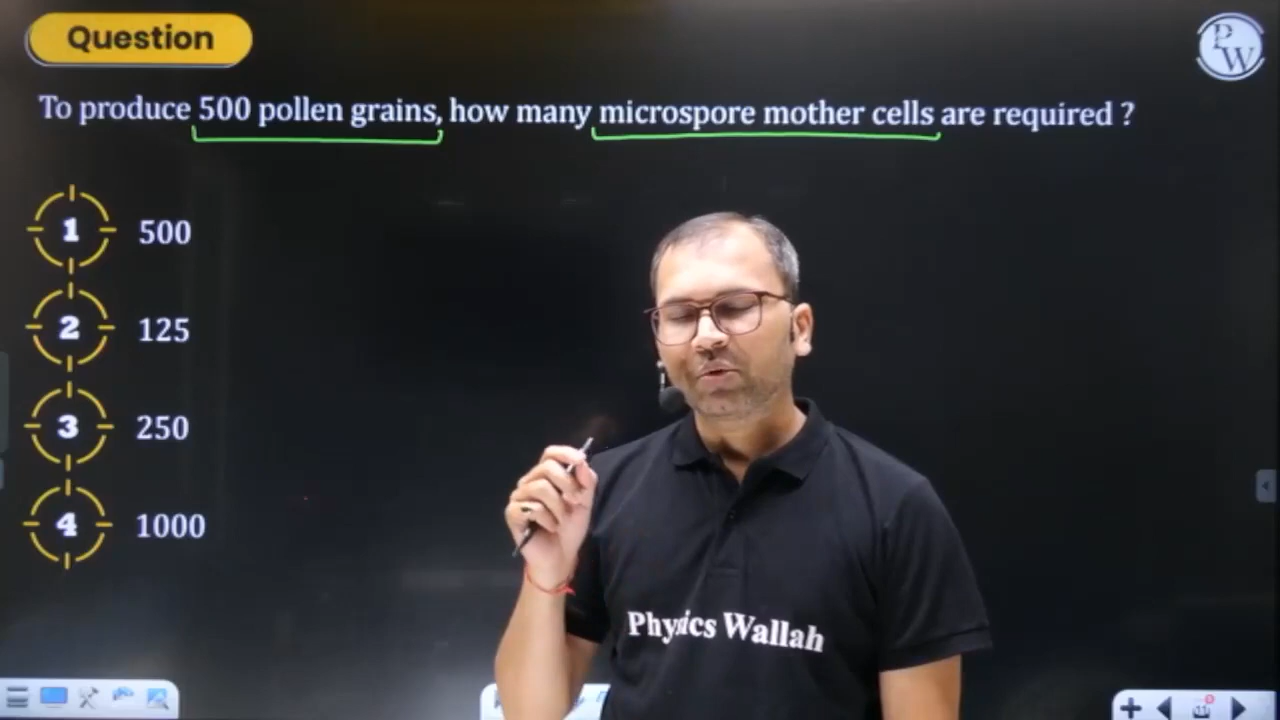 Question
P
W
To produce 500 pollen grains, how many microspore mother cells are required ?
1 500
2 125
3 250
4 1000
Physics Wallah